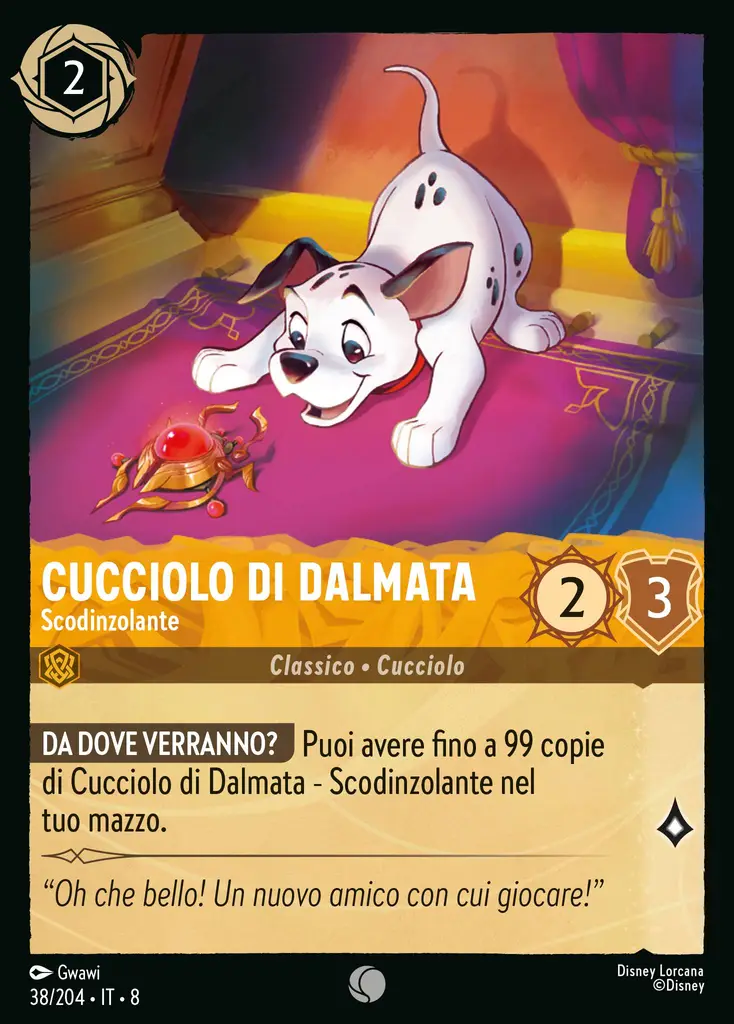 2
CUCCIOLO DI DALMATA
Scodinzolante
2
3
Classico • Cucciolo
DA DOVE VERRANNO? Puoi avere fino a 99 copie
di Cucciolo di Dalmata - Scodinzolante nel
tuo mazzo.
“Oh che bello! Un nuovo amico con cui giocare!”
Gwawi
38/204 • IT • 8
Disney Lorcana
©Disney